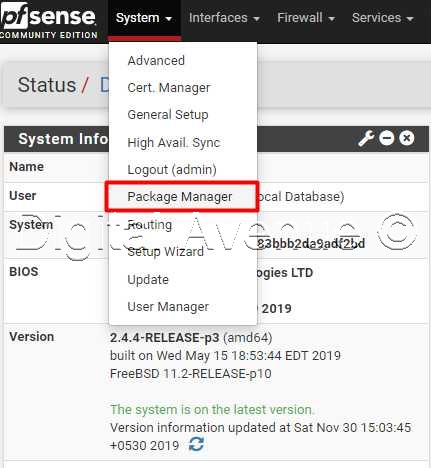 pfsense
COMMUNITY EDITION
System Interfaces Firewall Services
Status /
Advanced
Cert. Manager
General Setup
High Avail. Sync
Logout (admin)
Package Manager
Routing
Setup Wizard
Update
User Manager
System Info
Name
User ocal Database)
System 83bbb2da9adf2bd
BIOS ogies LTD
2019
Version 2.4.4-RELEASE-p3 (amd64)
built on Wed May 15 18:53:44 EDT 2019
FreeBSD 11.2-RELEASE-p10
The system is on the latest version.
Version information updated at Sat Nov 30 15:03:45
+0530 2019
Digital Avenue ©